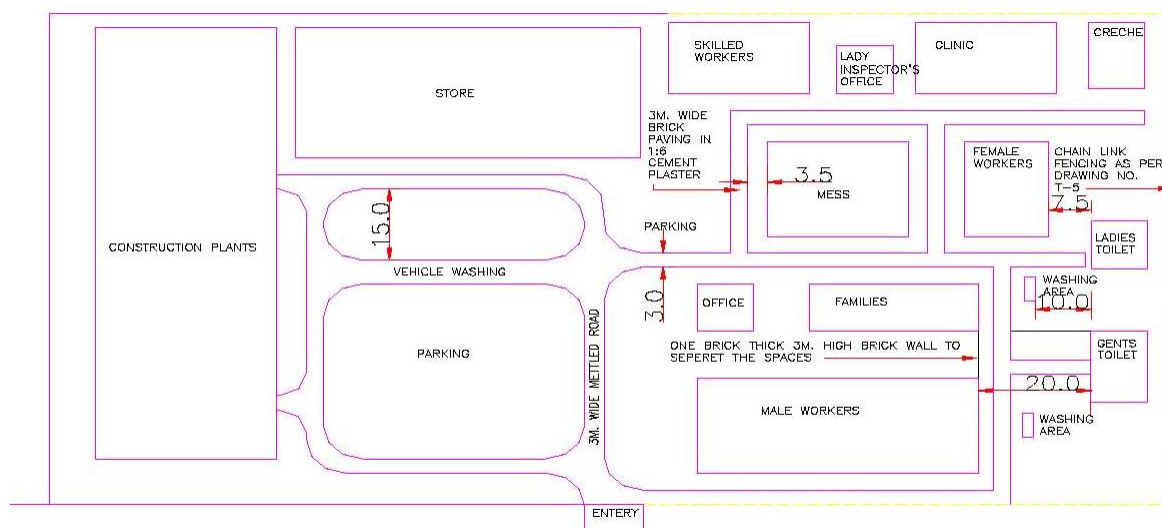 SKILLED
WORKERS
LADY
INSPECTOR'S
OFFICE
CLINIC
CRECHE
STORE
3M. WIDE
BRICK
PAVING IN
1:6
CEMENT
PLASTER
3.5
MESS
FEMALE
WORKERS
CHAIN LINK
FENCING AS PER
DRAWING NO.
T-5
7.5
15.0
PARKING
CONSTRUCTION PLANTS
VEHICLE WASHING
LADIES
TOILET
3.0
OFFICE
FAMILIES
WASHING
AREA
10.0
PARKING
3M. WIDE METTLED ROAD
ONE BRICK THICK 3M. HIGH BRICK WALL TO
SEPERET THE SPACES
GENTS
TOILET
20.0
MALE WORKERS
WASHING
AREA
ENTERY